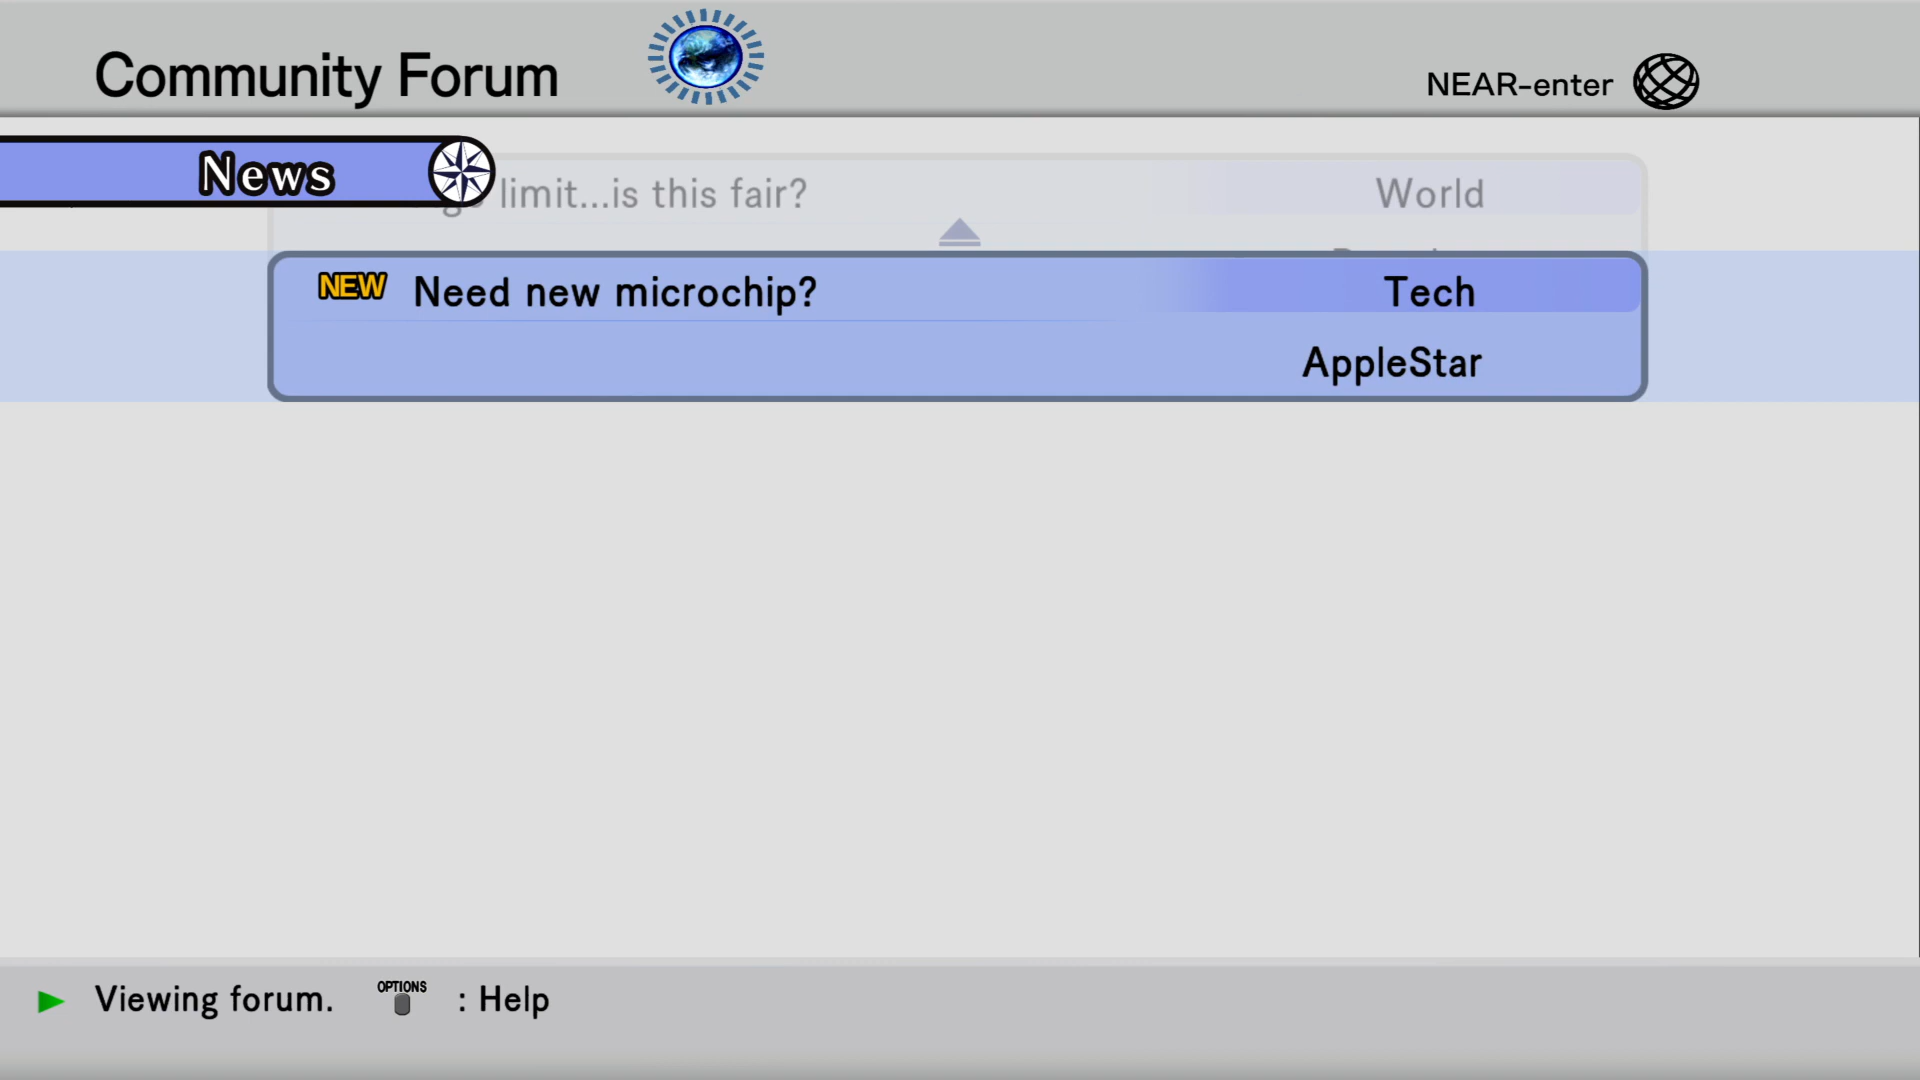 Community Forum
NEAR-enter
News
limit...is this fair?
World
NEW Need new microchip?
Tech
AppleStar
Viewing forum.
OPTIONS
: Help